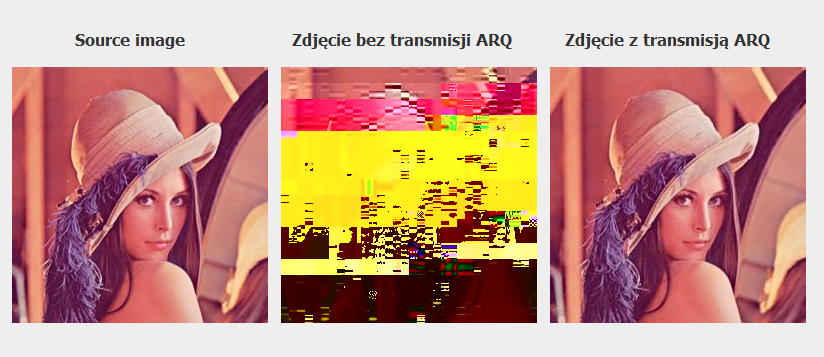 Source image
Zdjęcie bez transmisji ARQ
Zdjęcie z transmisją ARQ